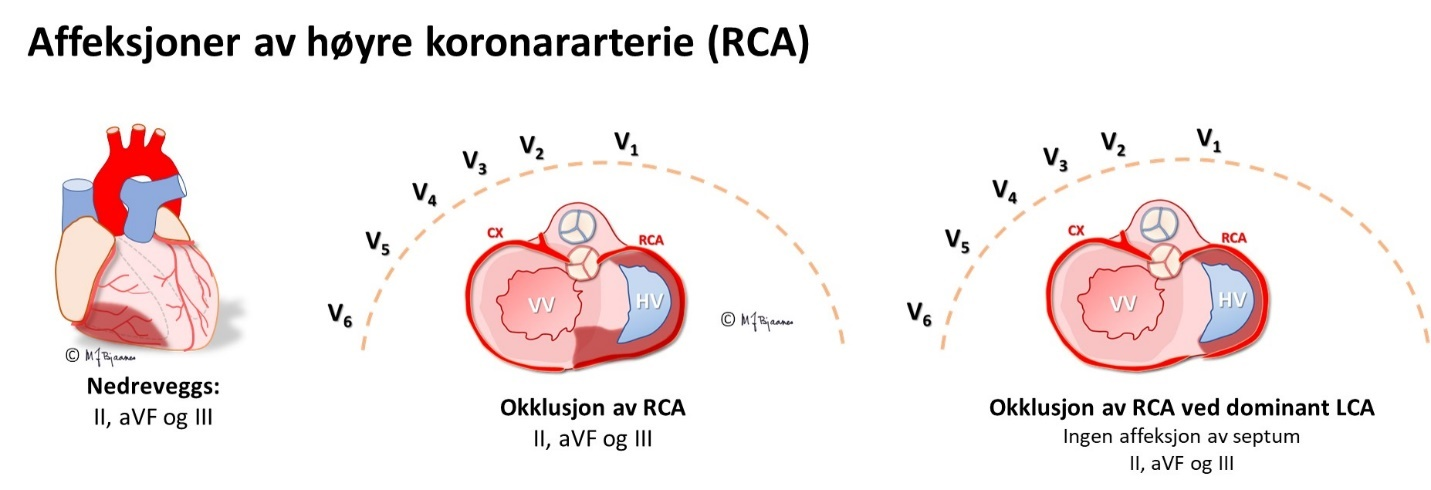 Affeksjoner av høyre koronararterie (RCA)
© MJBjaanes
Nedreveggs:
II, aVF og III
V6
V5
V4
V3
V2
V1
CX
RCA
VV
HV
© MJBjaanes
Okklusjon av RCA
II, aVF og III
V6
V5
V4
V3
V2
V1
CX
RCA
VV
HV
Okklusjon av RCA ved dominant LCA
Ingen affeksjon av septum
II, aVF og III